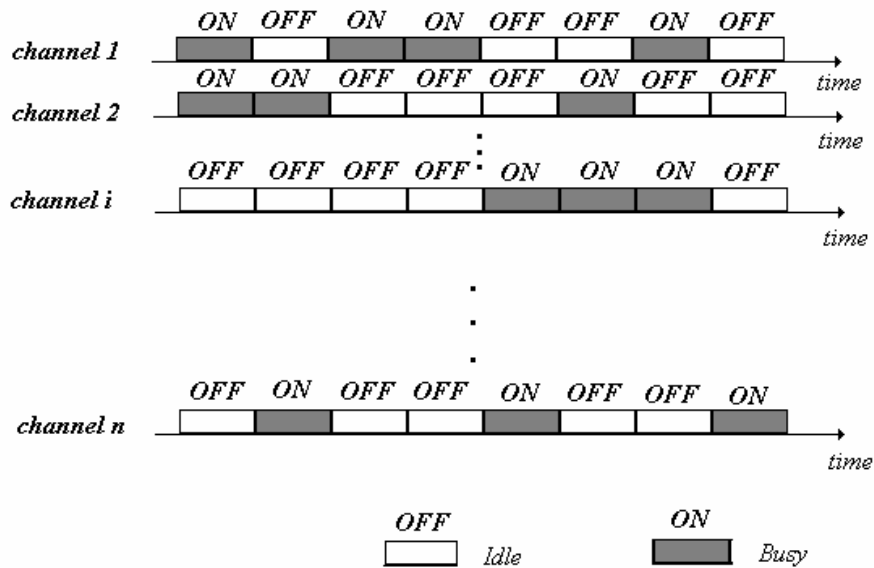 ON OFF ON ON OFF OFF ON OFF
channel 1
time
ON ON OFF OFF OFF ON OFF OFF
channel 2
time
OFF OFF OFF OFF ON ON ON OFF
channel i
time
OFF ON OFF OFF ON OFF OFF ON
channel n
time
OFF ON
Idle Busy